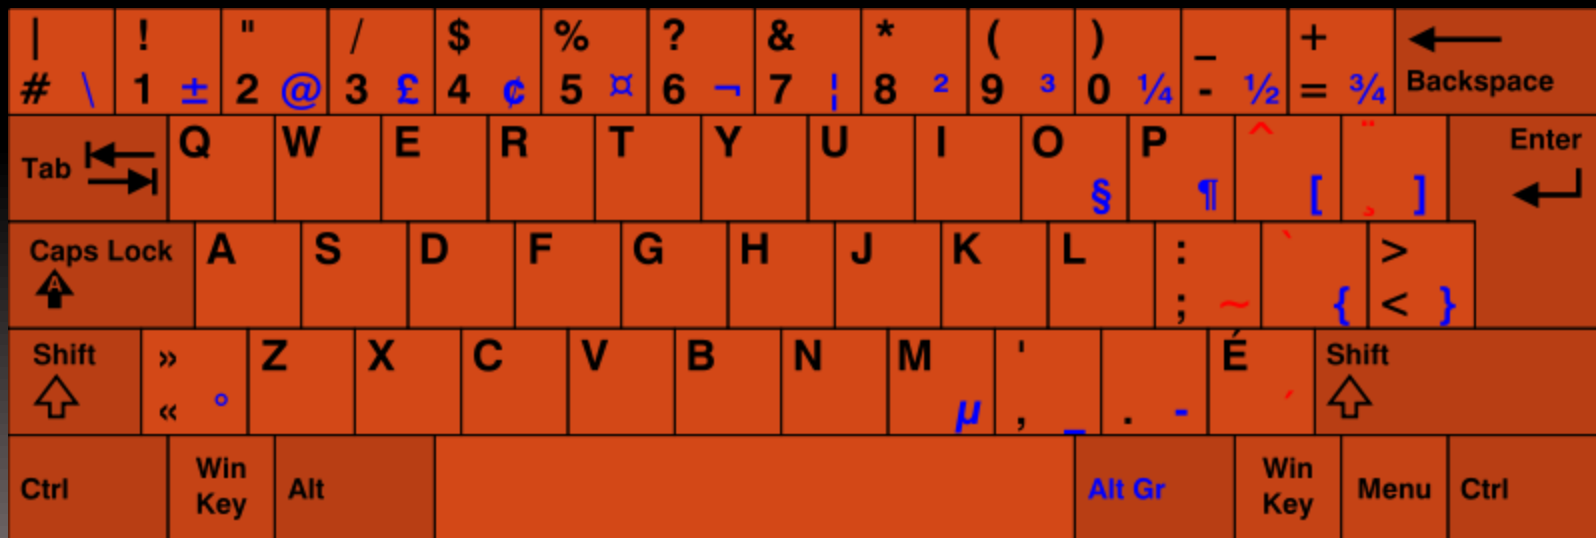 | ! " / $ % ? & * ( ) _ +
# \ 1 ± 2 @ 3 £ 4 ¢ 5 ¤ 6 ¬ 7 ¦ 8 ² 9 ³ 0 ¼ - ½ = ¾ Backspace
Tab Q W E R T Y U I O P ^ ¨ Enter
§ ¶ [ ¸ ]
Caps Lock A S D F G H J K L : ` >
A ; ~ { < }
Shift » Z X C V B N M ' É Shift
« ° µ , _ . - ´
Ctrl Win Key Alt Alt Gr Win Key Menu Ctrl